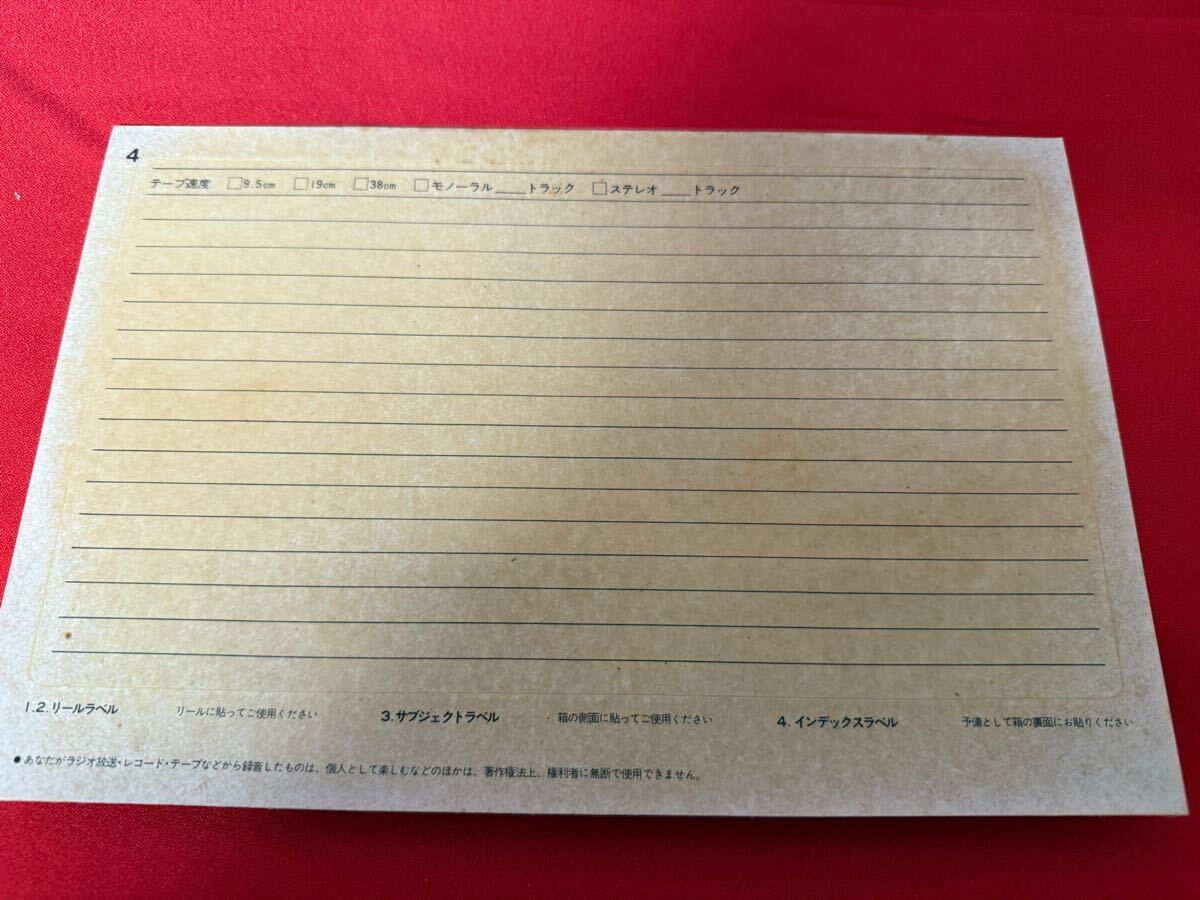 4
テープ速度 □9.5cm □19cm □38cm □モノーラル____トラック □ステレオ____トラック
1.2.リールラベル リールに貼ってご使用ください 3.サブジェクトラベル 箱の側面に貼ってご使用ください 4.インデックスラベル 予備として箱の裏面にお貼りください
●あなたがラジオ放送・レコード・テープなどから録音したものは、個人として楽しむなどのほかは、著作権法上、権利者に無断で使用できません。